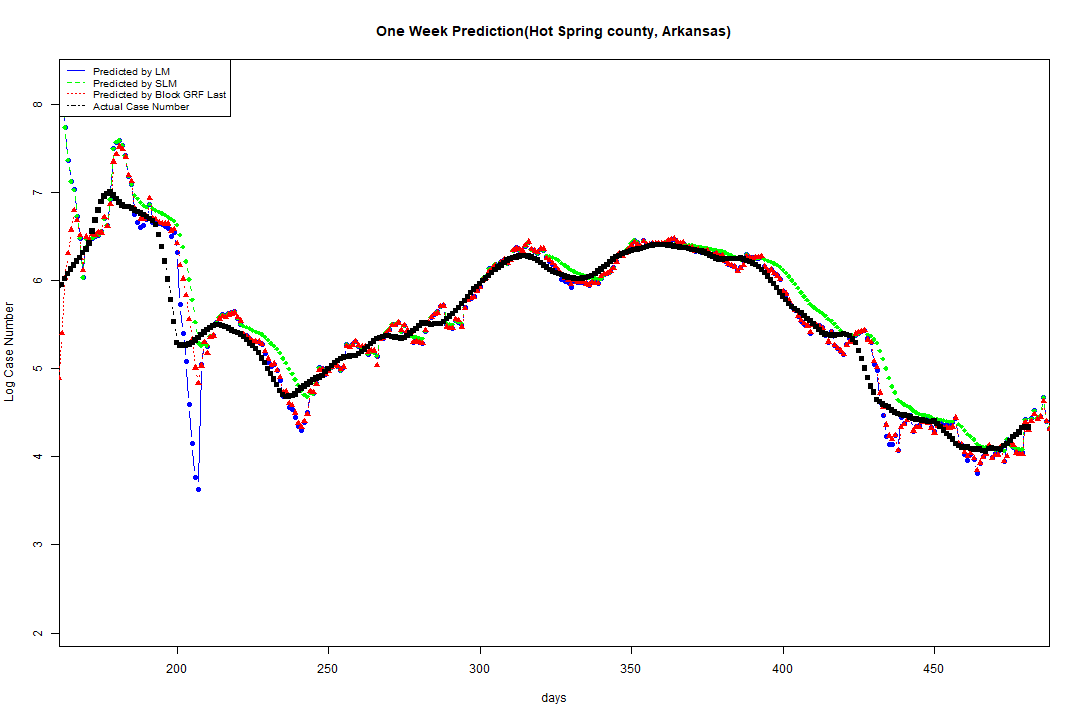 One Week Prediction(Hot Spring county, Arkansas)
Predicted by LM
Predicted by SLM
Predicted by Block GRF Last
Actual Case Number
8
7
6
5
4
3
2
Log Case Number
200 250 300 350 400 450
days